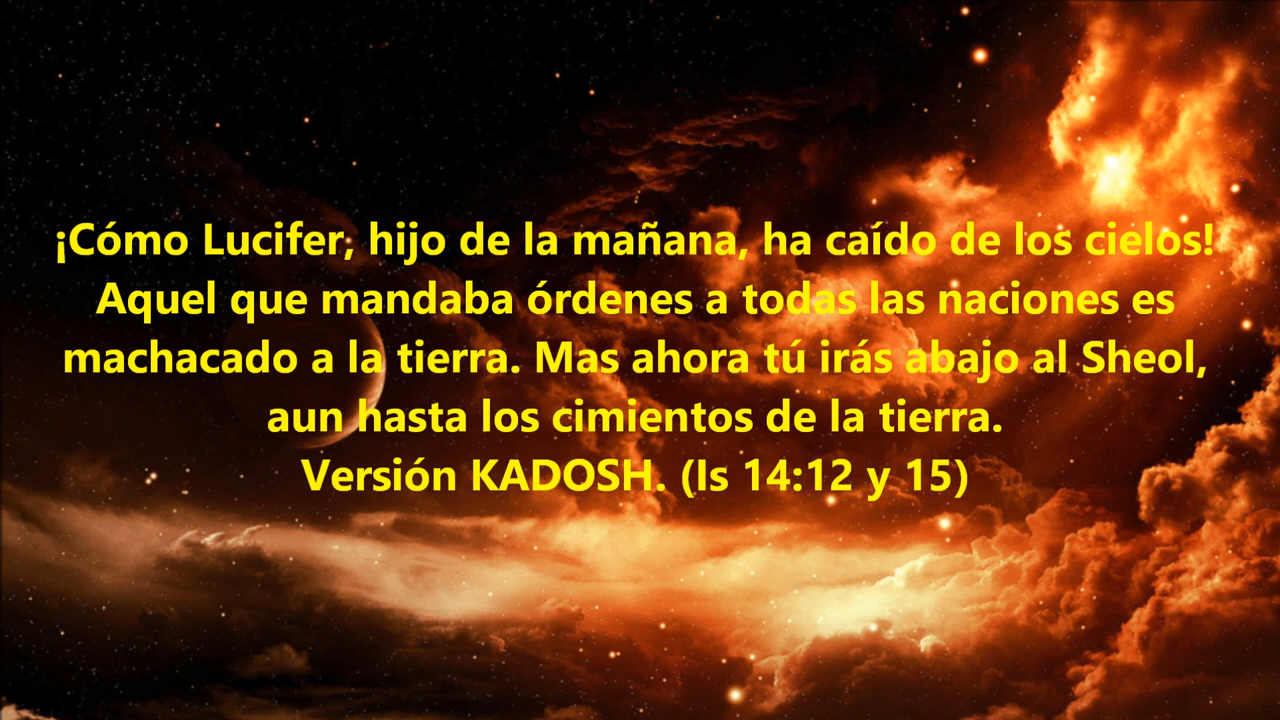 ¡Cómo Lucifer, hijo de la mañana, ha caído de los cielos!
Aquel que mandaba órdenes a todas las naciones es
machacado a la tierra. Mas ahora tú irás abajo al Sheol,
aun hasta los cimientos de la tierra.
Versión KADOSH. (Is 14:12 y 15)